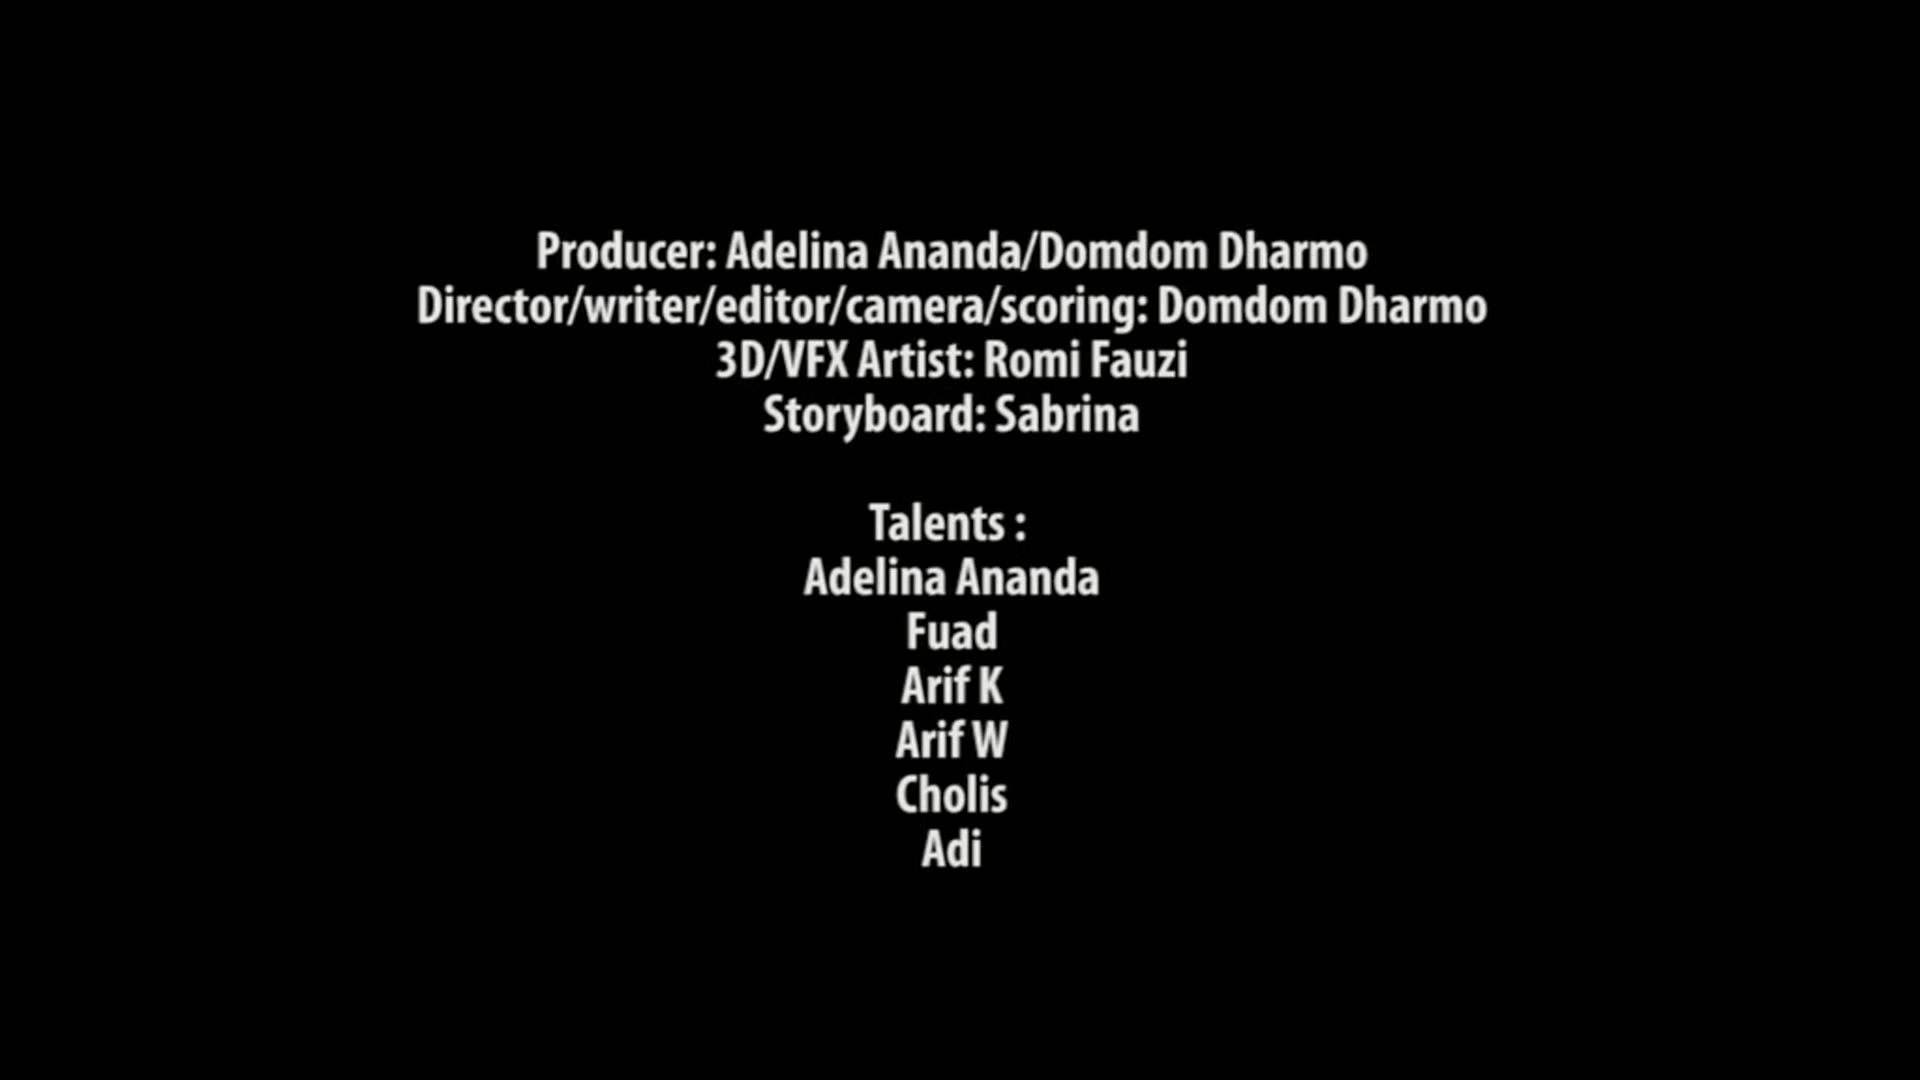 Producer: Adelina Ananda/Domdom Dharmo
Director/writer/editor/camera/scoring: Domdom Dharmo
3D/VFX Artist: Romi Fauzi
Storyboard: Sabrina
Talents :
Adelina Ananda
Fuad
Arif K
Arif W
Cholis
Adi